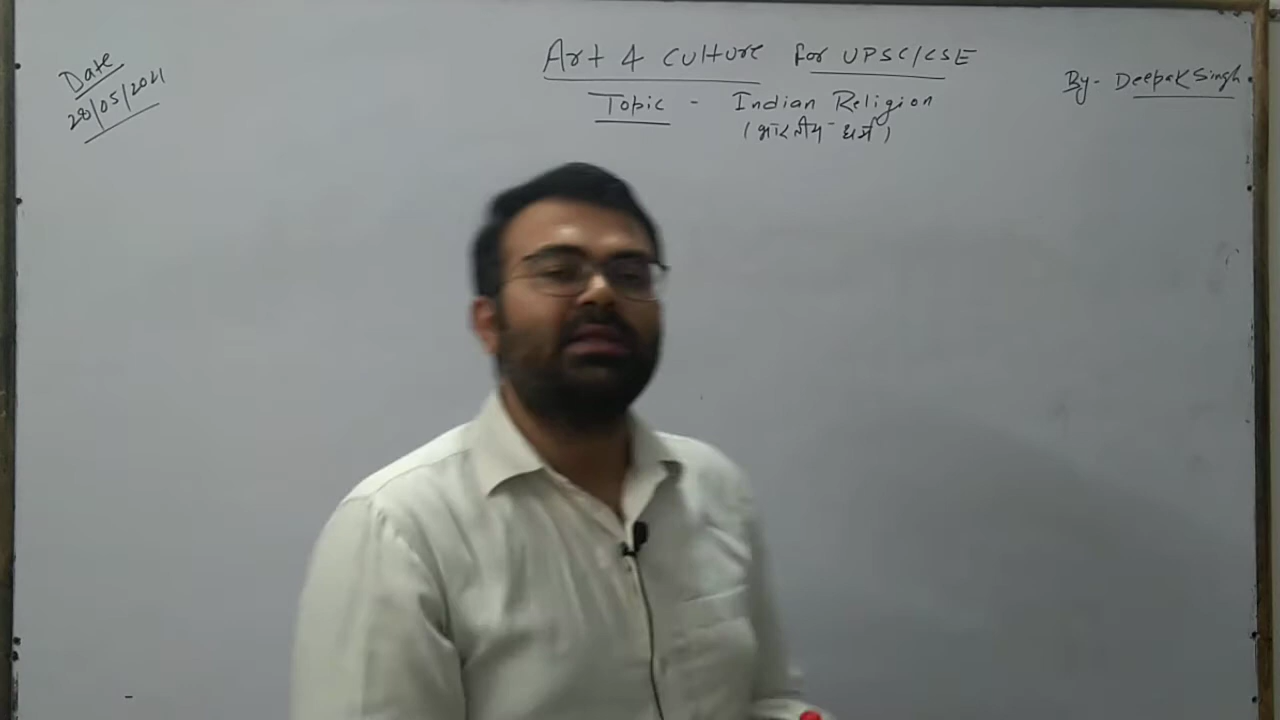 Date
28/05/2021
Art & Culture for UPSC/CSE
Topic - Indian Religion
(भारतीय धर्म)
By- Deepak Singh